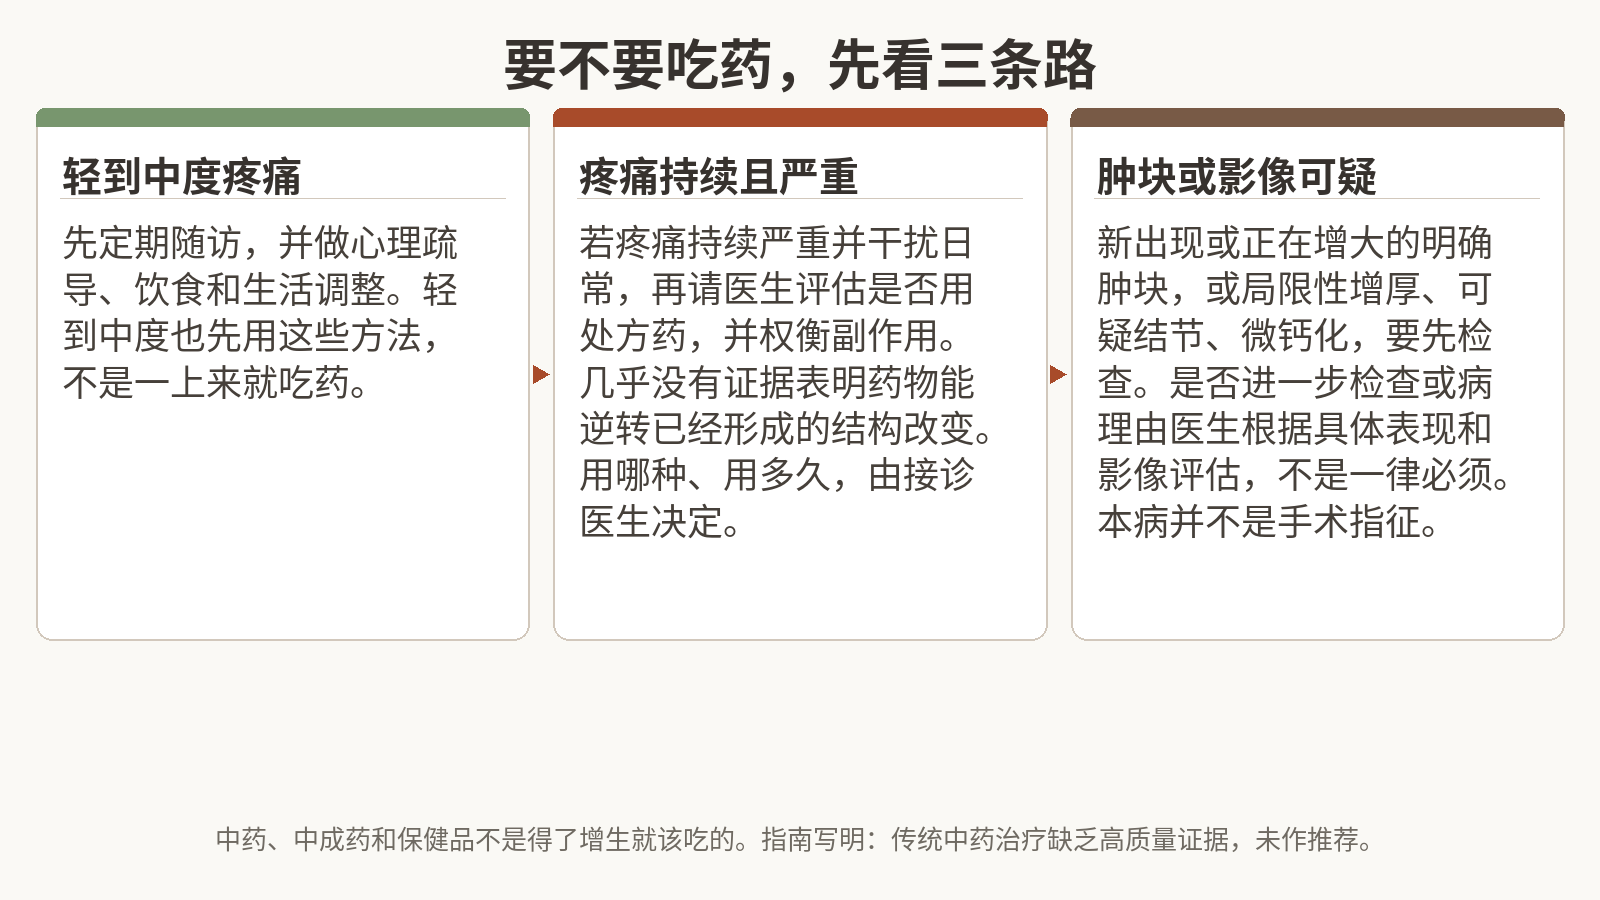 要不要吃药，先看三条路
轻到中度疼痛
先定期随访，并做心理疏
导、饮食和生活调整。轻
到中度也先用这些方法，
不是一上来就吃药。
疼痛持续且严重
若疼痛持续严重并干扰日
常，再请医生评估是否用
处方药，并权衡副作用。
几乎没有证据表明药物能
逆转已经形成的结构改变。
用哪种、用多久，由接诊
医生决定。
肿块或影像可疑
新出现或正在增大的明确
肿块，或局限性增厚、可
疑结节、微钙化，要先检
查。是否进一步检查或病
理由医生根据具体表现和
影像评估，不是一律必须。
本病并不是手术指征。
中药、中成药和保健品不是得了增生就该吃的。指南写明：传统中药治疗缺乏高质量证据，未作推荐。